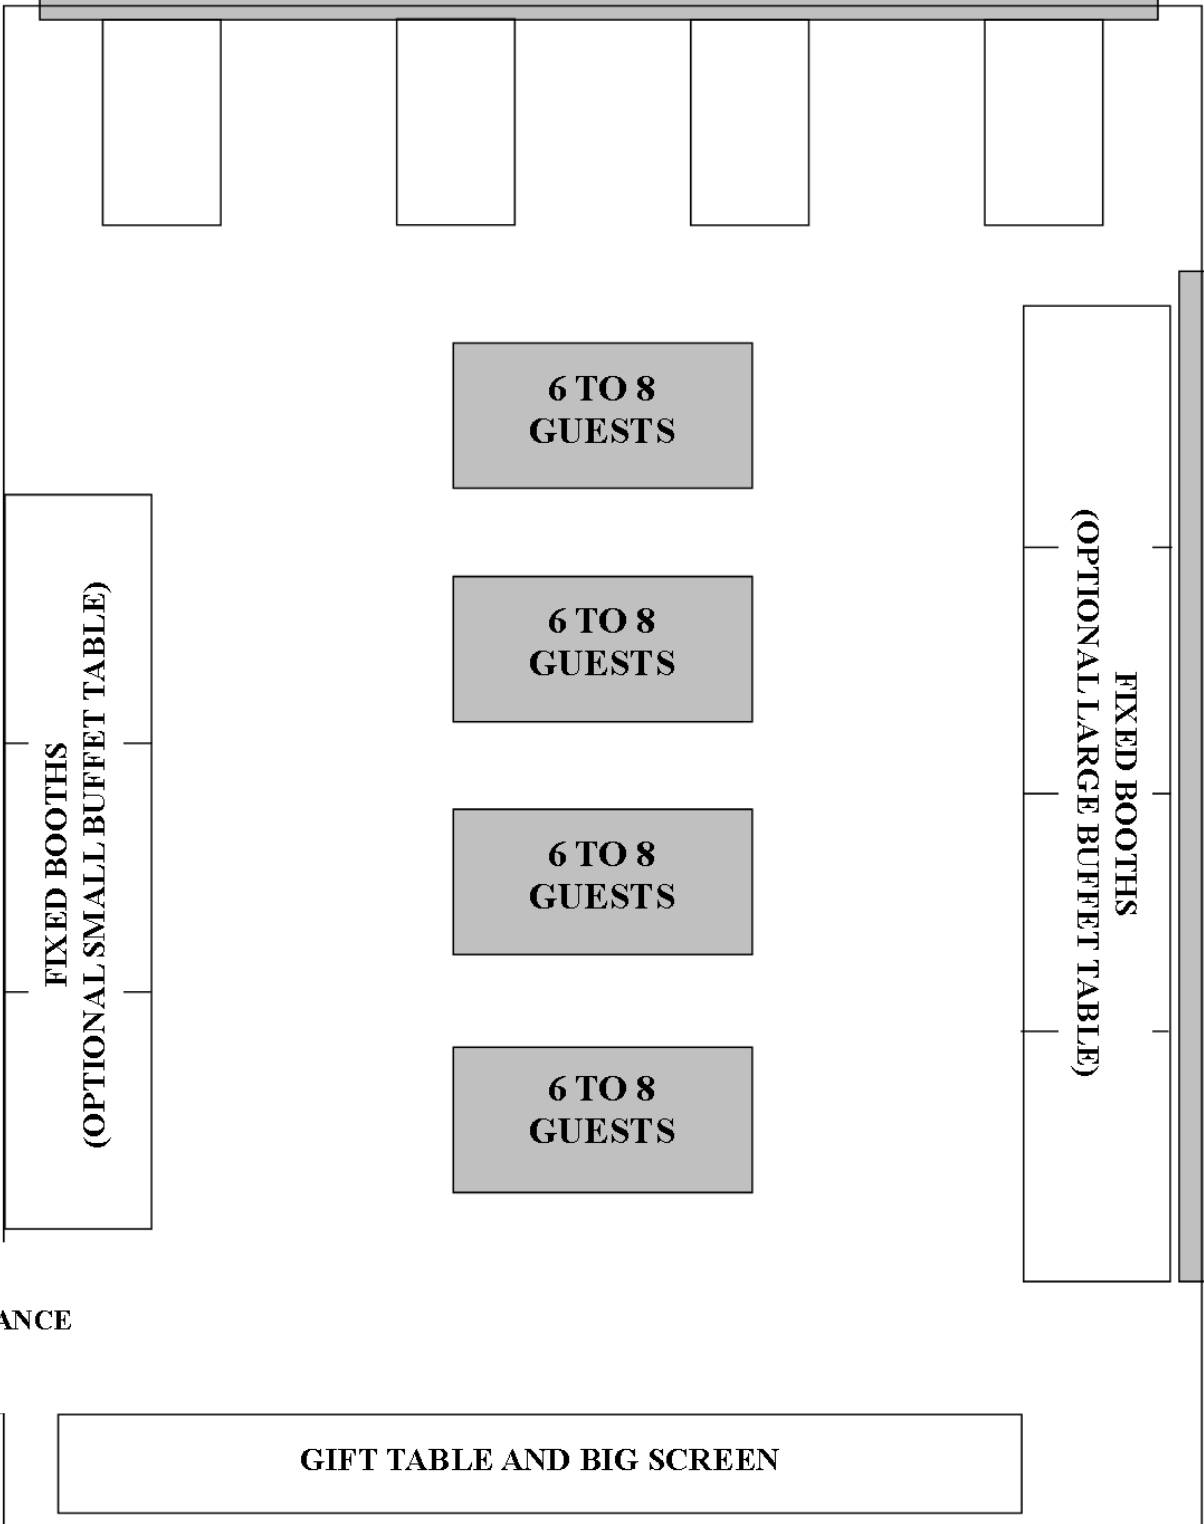 6 TO 8
GUESTS
6 TO 8
GUESTS
6 TO 8
GUESTS
6 TO 8
GUESTS
FIXED BOOTHS
(OPTIONAL SMALL BUFFET TABLE)
FIXED BOOTHS
(OPTIONAL LARGE BUFFET TABLE)
ANCE
GIFT TABLE AND BIG SCREEN